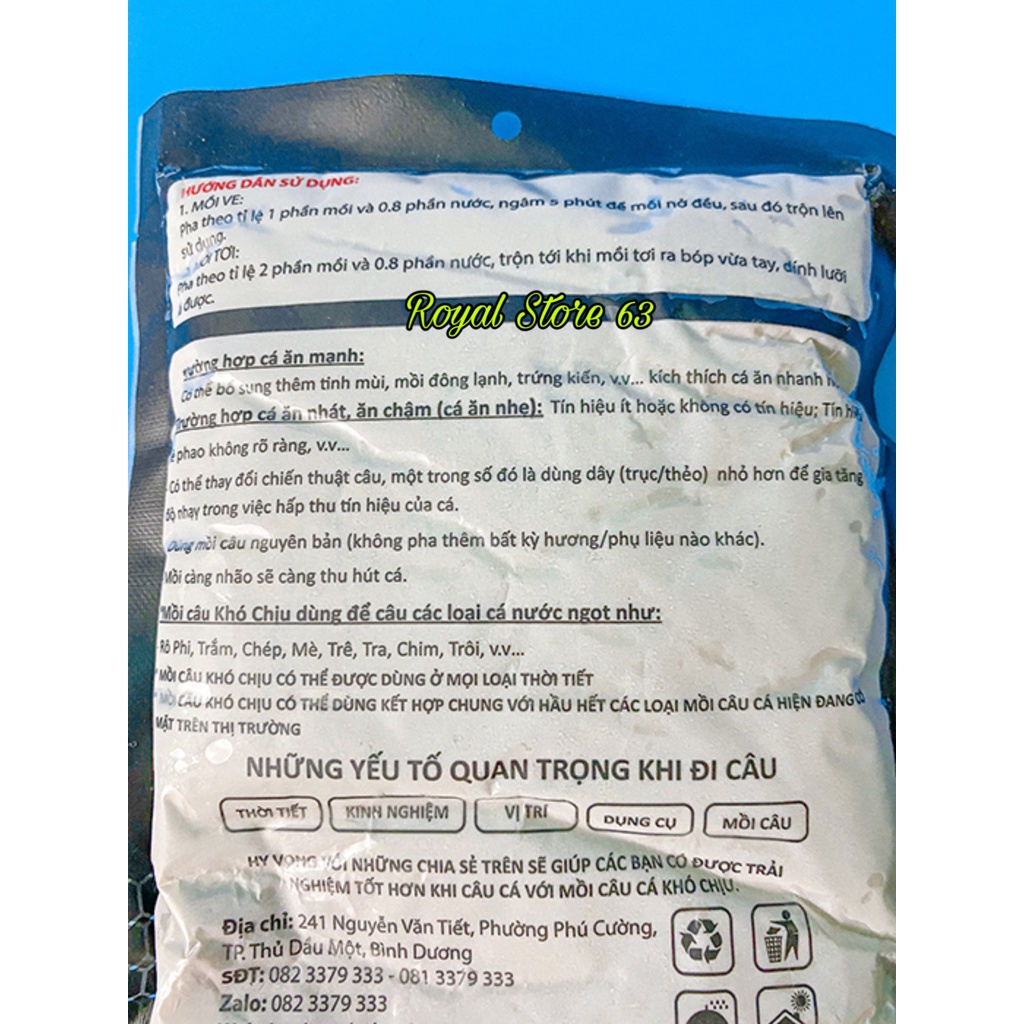 HƯỚNG DẪN SỬ DỤNG:
1. MỒI VE:
Pha theo tỉ lệ 1 phần mồi và 0.8 phần nước, ngâm 5 phút để mồi nở đều, sau đó trộn lên
sử dụng.
TƠI:
Pha theo tỉ lệ 2 phần mồi và 0.8 phần nước, trộn tới khi mồi tơi ra bóp vừa tay, dính lưỡi
được.
Royal Store 63
Trường hợp cá ăn mạnh:
Có thể bổ sung thêm tinh mùi, mồi đông lạnh, trứng kiến, v.v... kích thích cá ăn nhanh
Trường hợp cá ăn nhát, ăn chậm (cá ăn nhẹ): Tín hiệu ít hoặc không có tín hiệu; Tín
phao không rõ ràng, v.v...
Có thể thay đổi chiến thuật câu, một trong số đó là dùng dây (trục/thẻo) nhỏ hơn để gia tăng
độ nhạy trong việc hấp thu tín hiệu của cá.
Dùng mồi câu nguyên bản (không pha thêm bất kỳ hương/phụ liệu nào khác).
Mồi càng nhão sẽ càng thu hút cá.
*Mồi câu Khó Chịu dùng để câu các loại cá nước ngọt như:
Rô Phi, Trắm, Chép, Mè, Trê, Tra, Chim, Trôi, v.v...
* MỒI CÂU KHÓ CHỊU CÓ THỂ ĐƯỢC DÙNG Ở MỌI LOẠI THỜI TIẾT
* MỒI CÂU KHÓ CHỊU CÓ THỂ DÙNG KẾT HỢP CHUNG VỚI HẦU HẾT CÁC LOẠI MỒI CÂU CÁ HIỆN ĐANG CÓ
MẶT TRÊN THỊ TRƯỜNG
NHỮNG YẾU TỐ QUAN TRỌNG KHI ĐI CÂU
THỜI TIẾT KINH NGHIỆM VỊ TRÍ DỤNG CỤ MỒI CÂU
HY VỌNG VỚI NHỮNG CHIA SẺ TRÊN SẼ GIÚP CÁC BẠN CÓ ĐƯỢC TRẢI
NGHIỆM TỐT HƠN KHI CÂU CÁ VỚI MỒI CÂU CÁ KHÓ CHỊU.
Địa chỉ: 241 Nguyễn Văn Tiết, Phường Phú Cường,
TP. Thủ Dầu Một, Bình Dương
SĐT: 082 3379 333 - 081 3379 333
Zalo: 082 3379 333